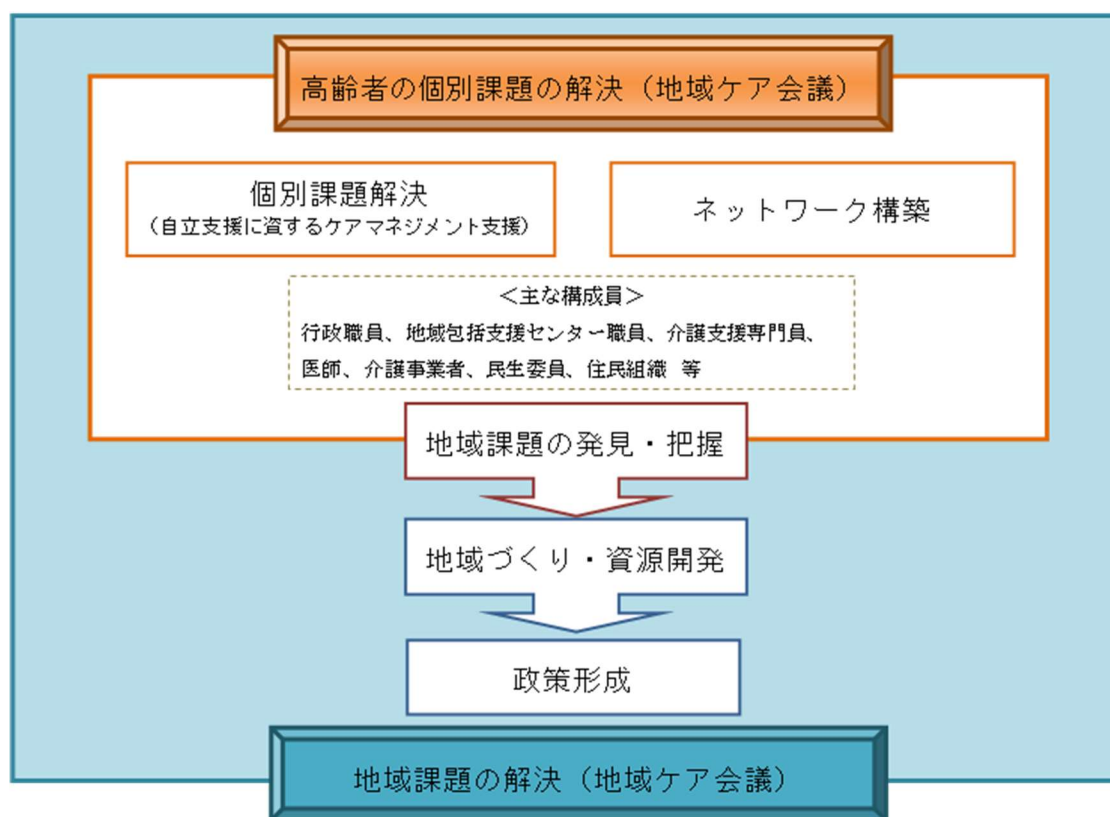 高齢者の個別課題の解決（地域ケア会議）
個別課題解決
（自立支援に資するケアマネジメント支援）
ネットワーク構築
＜主な構成員＞
行政職員、地域包括支援センター職員、介護支援専門員、
医師、介護事業者、民生委員、住民組織 等
地域課題の発見・把握
地域づくり・資源開発
政策形成
地域課題の解決（地域ケア会議）